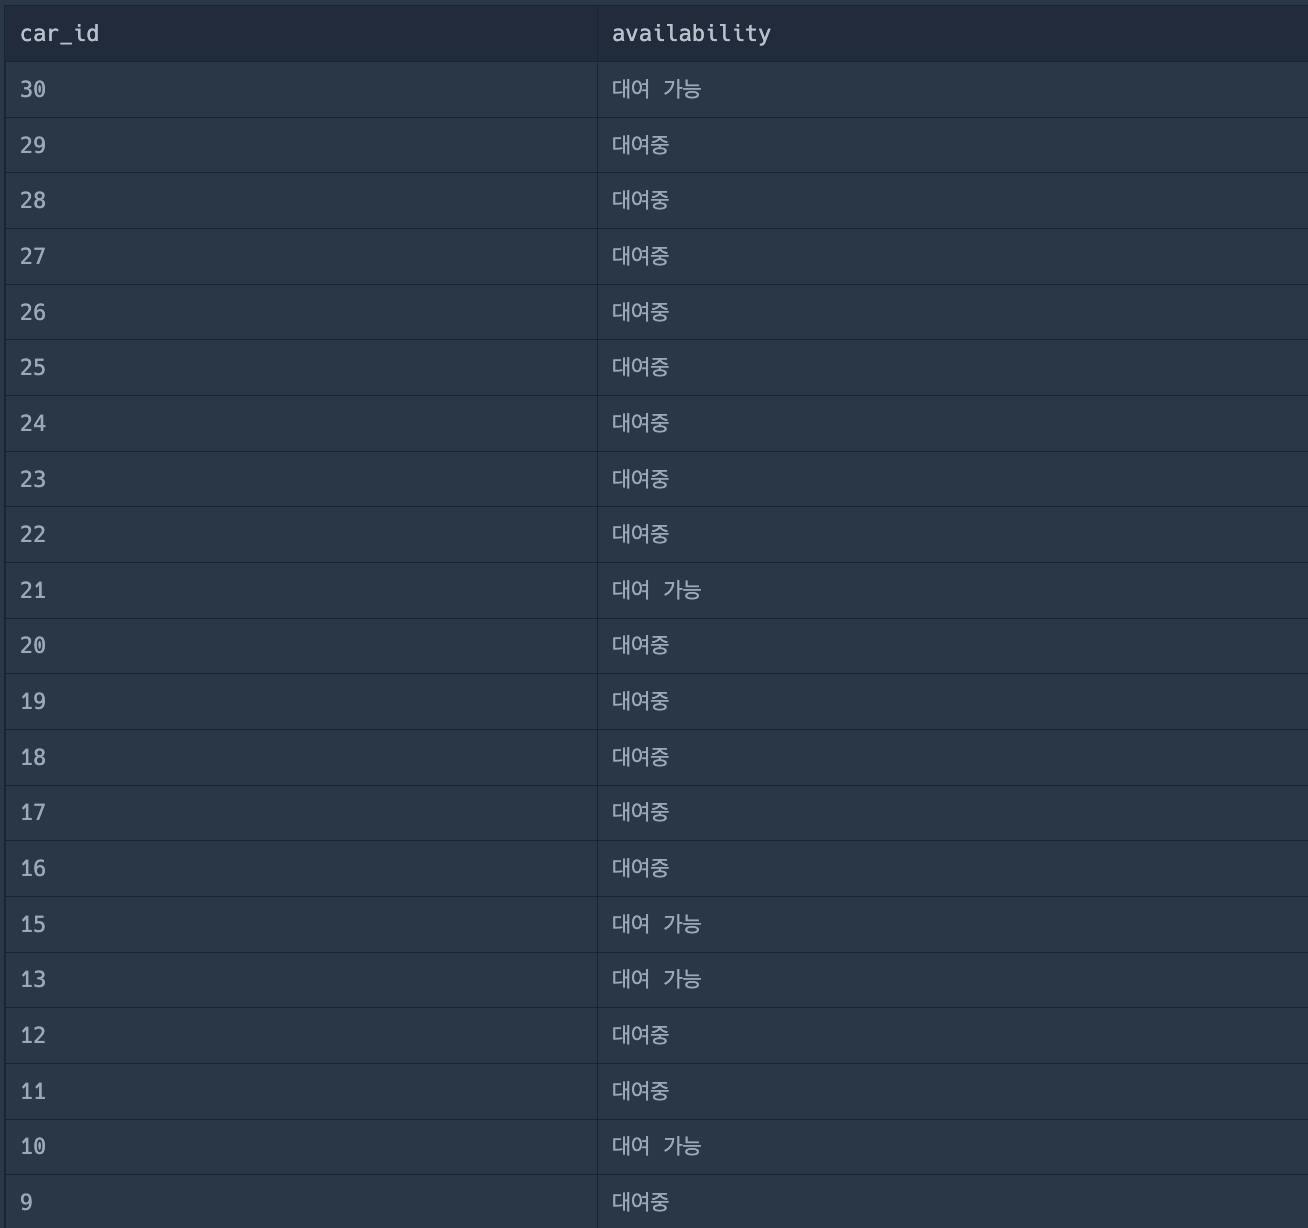 car_id availability
30 대여 가능
29 대여중
28 대여중
27 대여중
26 대여중
25 대여중
24 대여중
23 대여중
22 대여중
21 대여 가능
20 대여중
19 대여중
18 대여중
17 대여중
16 대여중
15 대여 가능
13 대여 가능
12 대여중
11 대여중
10 대여 가능
9 대여중